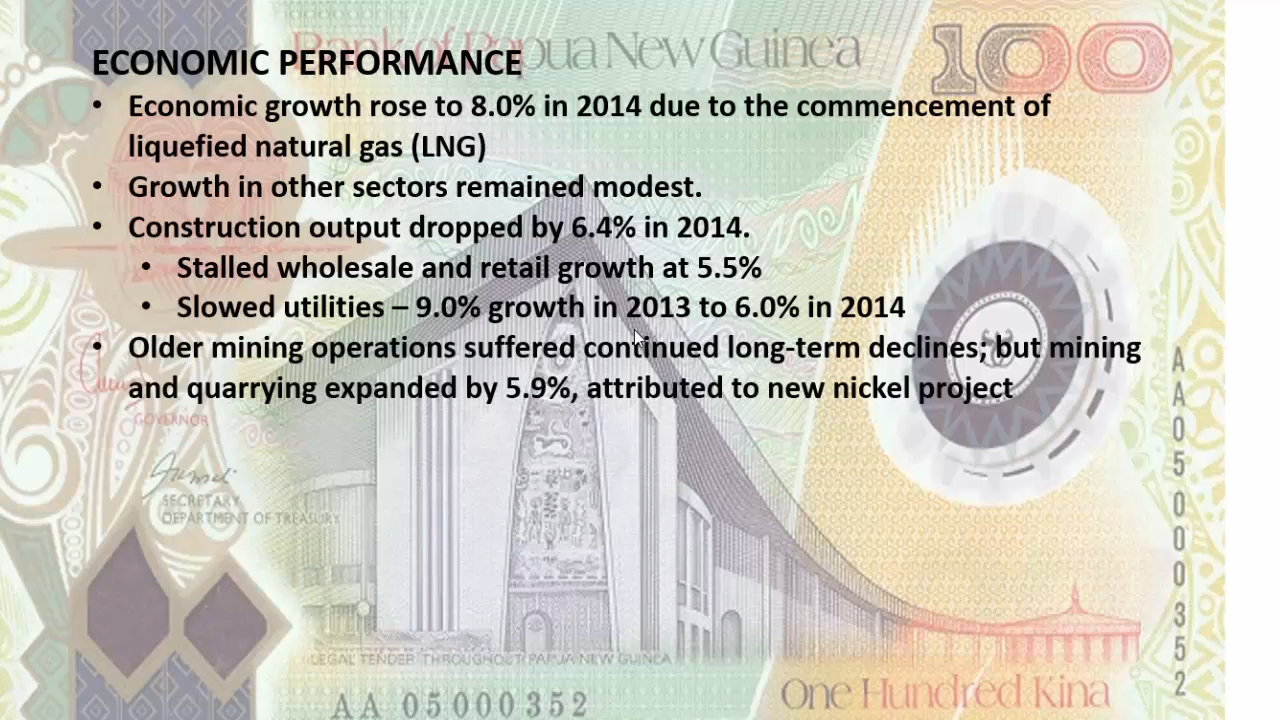 Bank of Papua New Guinea
100
ECONOMIC PERFORMANCE
• Economic growth rose to 8.0% in 2014 due to the commencement of
liquefied natural gas (LNG)
• Growth in other sectors remained modest.
• Construction output dropped by 6.4% in 2014.
• Stalled wholesale and retail growth at 5.5%
• Slowed utilities – 9.0% growth in 2013 to 6.0% in 2014
• Older mining operations suffered continued long-term declines; but mining
and quarrying expanded by 5.9%, attributed to new nickel project
GOVERNOR
SECRETARY
DEPARTMENT OF TREASURY
AA05000352
LEGAL TENDER THROUGHOUT PAPUA NEW GUINEA
AA 05000352
One Hundred Kina